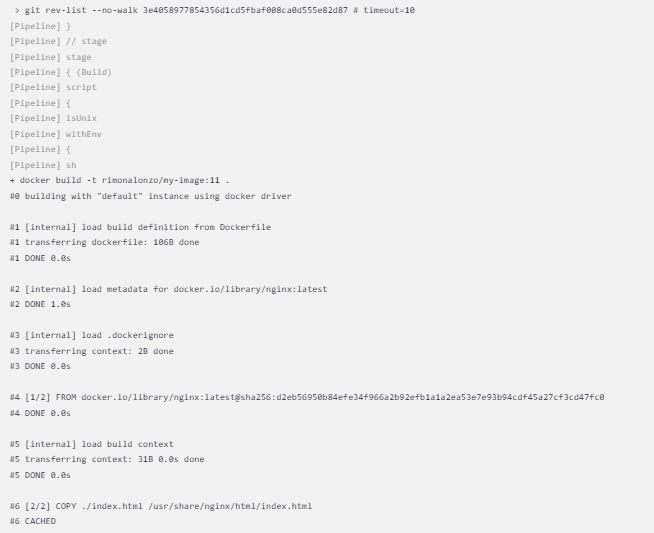 > git rev-list --no-walk 3e4058977854356d1cd5fbaf008ca0d555e82d87 # timeout=10
[Pipeline] }
[Pipeline] // stage
[Pipeline] stage
[Pipeline] { (Build)
[Pipeline] script
[Pipeline] {
[Pipeline] isUnix
[Pipeline] withEnv
[Pipeline] {
[Pipeline] sh
+ docker build -t rimonalonzo/my-image:11 .
#0 building with "default" instance using docker driver
#1 [internal] load build definition from Dockerfile
#1 transferring dockerfile: 106B done
#1 DONE 0.0s
#2 [internal] load metadata for docker.io/library/nginx:latest
#2 DONE 1.0s
#3 [internal] load .dockerignore
#3 transferring context: 2B done
#3 DONE 0.0s
#4 [1/2] FROM docker.io/library/nginx:latest@sha256:d2eb56950b84efe34f966a2b92efb1a1a2ea53e7e93b94cdf45a27cf3cd47fc0
#4 DONE 0.0s
#5 [internal] load build context
#5 transferring context: 31B 0.0s done
#5 DONE 0.0s
#6 [2/2] COPY ./index.html /usr/share/nginx/html/index.html
#6 CACHED